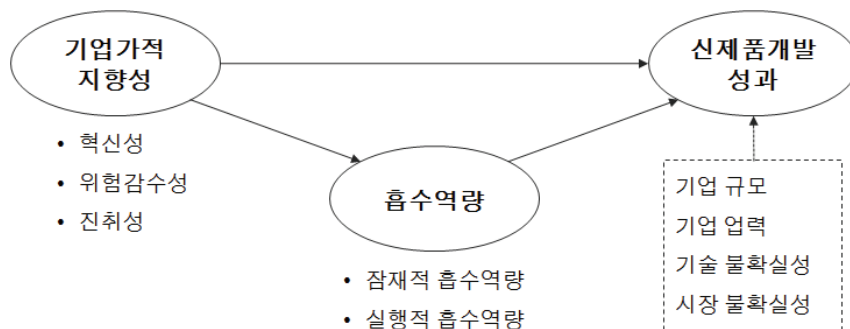 기업가적
지향성
신제품개발
성과
• 혁신성
• 위험감수성
• 진취성
흡수역량
• 잠재적 흡수역량
• 실행적 흡수역량
기업 규모
기업 업력
기술 불확실성
시장 불확실성